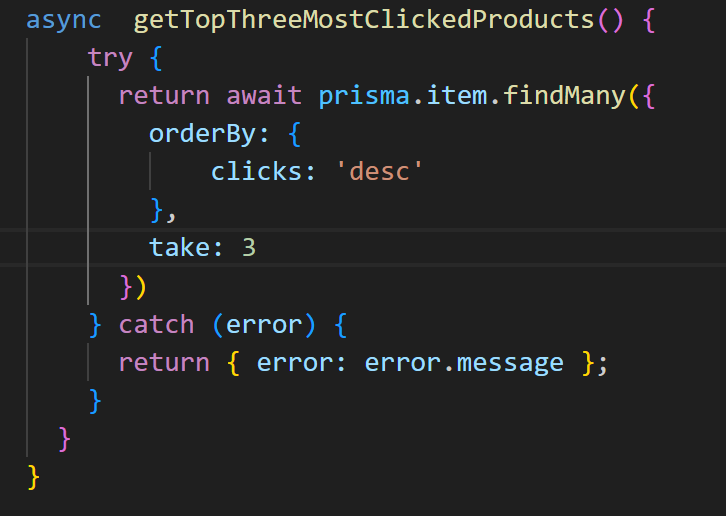 async  getTopThreeMostClickedProducts() {
    try {
      return await prisma.item.findMany({
        orderBy: {
            clicks: 'desc'
        },
        take: 3
      })
    } catch (error) {
      return { error: error.message };
    }
  }
}